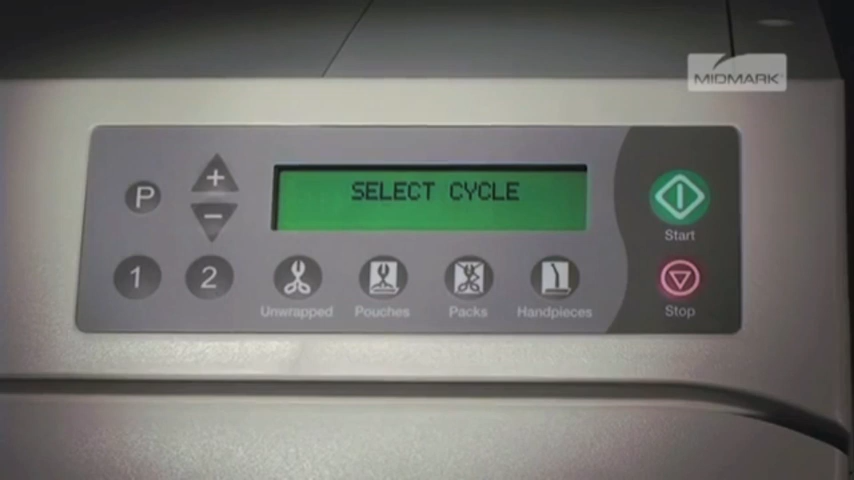 MIDMARK
SELECT CYCLE
P
+
−
1
2
Unwrapped
Pouches
Packs
Handpieces
Start
Stop